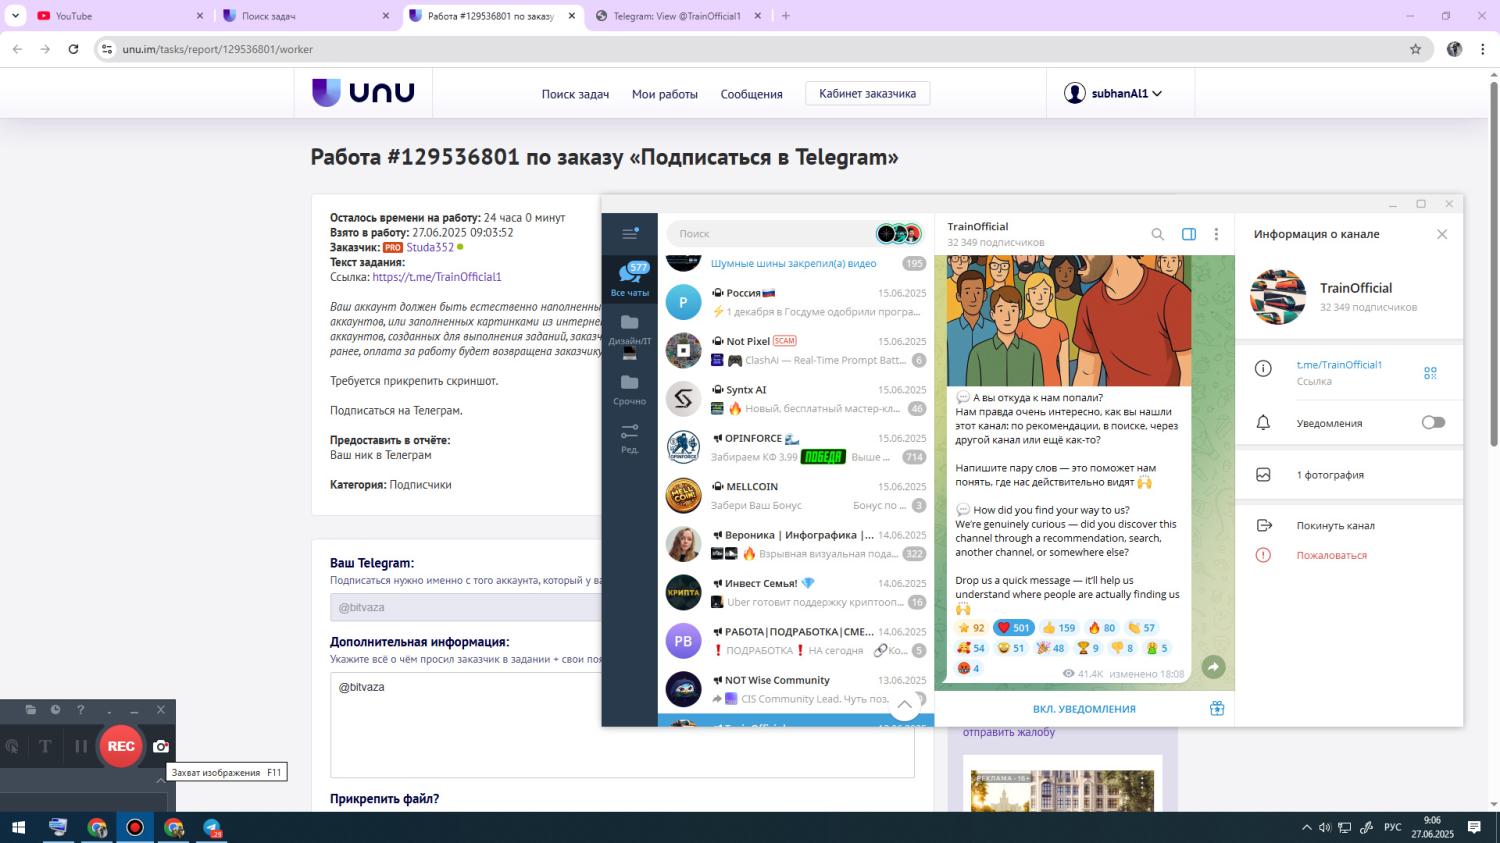 YouTube
Поиск задач
Работа #129536801 по заказу
Telegram: View @TrainOfficial1
unu.im/tasks/report/129536801/worker
unu
Поиск задач
Мои работы
Сообщения
Кабинет заказчика
subhanAl1
Работа #129536801 по заказу «Подписаться в Telegram»
Осталось времени на работу: 24 часа 0 минут
Взято в работу: 27.06.2025 09:03:52
Заказчик: PRO Studa352
Текст задания:
Ссылка: https://t.me/TrainOfficial1
Ваш аккаунт должен быть естественно наполненны
аккаунтов, или заполненных картинками из интерне
аккаунтов, созданных для выполнения заданий, заказч
ранее, оплата за работу будет возвращена заказчику
Требуется прикрепить скриншот.
Подписаться на Телеграм.
Предоставить в отчёте:
Ваш ник в Телеграм
Категория: Подписчики
Ваш Telegram:
Подписаться нужно именно с того аккаунта, который у ва
@bitvaza
Дополнительная информация:
Укажите всё о чём просил заказчик в задании + свои поя
@bitvaza
Прикрепить файл?
отправить жалобу
РЕКЛАМА • 16+
577
Все чаты
Дизайн/IT
Срочно
Ред.
Поиск
Шумные шины закрепил(а) видео 195
P
Россия 15.06.2025
1 декабря в Госдуме одобрили програ...
Not Pixel SCAM 15.06.2025
ClashAi — Real-Time Prompt Batt... 6
Syntx AI 15.06.2025
Новый, бесплатный мастер-кл... 46
OPINFORCE 15.06.2025
Забираем КФ 3.99 ПОБЕДА Выше ... 714
MELLCOIN 15.06.2025
Забери Ваш Бонус Бонус по ... 3
Вероника | Инфографика |... 14.06.2025
Взрывная визуальная пода... 322
КРИПТА
Инвест Семья! 14.06.2025
Uber готовит поддержку криптооп... 16
РВ
РАБОТА|ПОДРАБОТКА|СМЕ... 14.06.2025
ПОДРАБОТКА НА сегодня Ко... 5
NOT Wise Community 13.06.2025
CIS Community Lead. Чуть поз..
TrainOfficial
32 349 подписчиков
А вы откуда к нам попали?
Нам правда очень интересно, как вы нашли
этот канал: по рекомендации, в поиске, через
другой канал или ещё как-то?
Напишите пару слов — это поможет нам
понять, где нас действительно видят
How did you find your way to us?
We're genuinely curious — did you discover this
channel through a recommendation, search,
another channel, or somewhere else?
Drop us a quick message — it'll help us
understand where people are actually finding us
92 501 159 80 57
54 51 48 9 8 5
4
41.4K изменено 18:08
ВКЛ. УВЕДОМЛЕНИЯ
Информация о канале
TrainOfficial
32 349 подписчиков
t.me/TrainOfficial1
Ссылка
Уведомления
1 фотография
Покинуть канал
Пожаловаться
T
REC
Захват изображения F11
29
РУС
9:06
27.06.2025